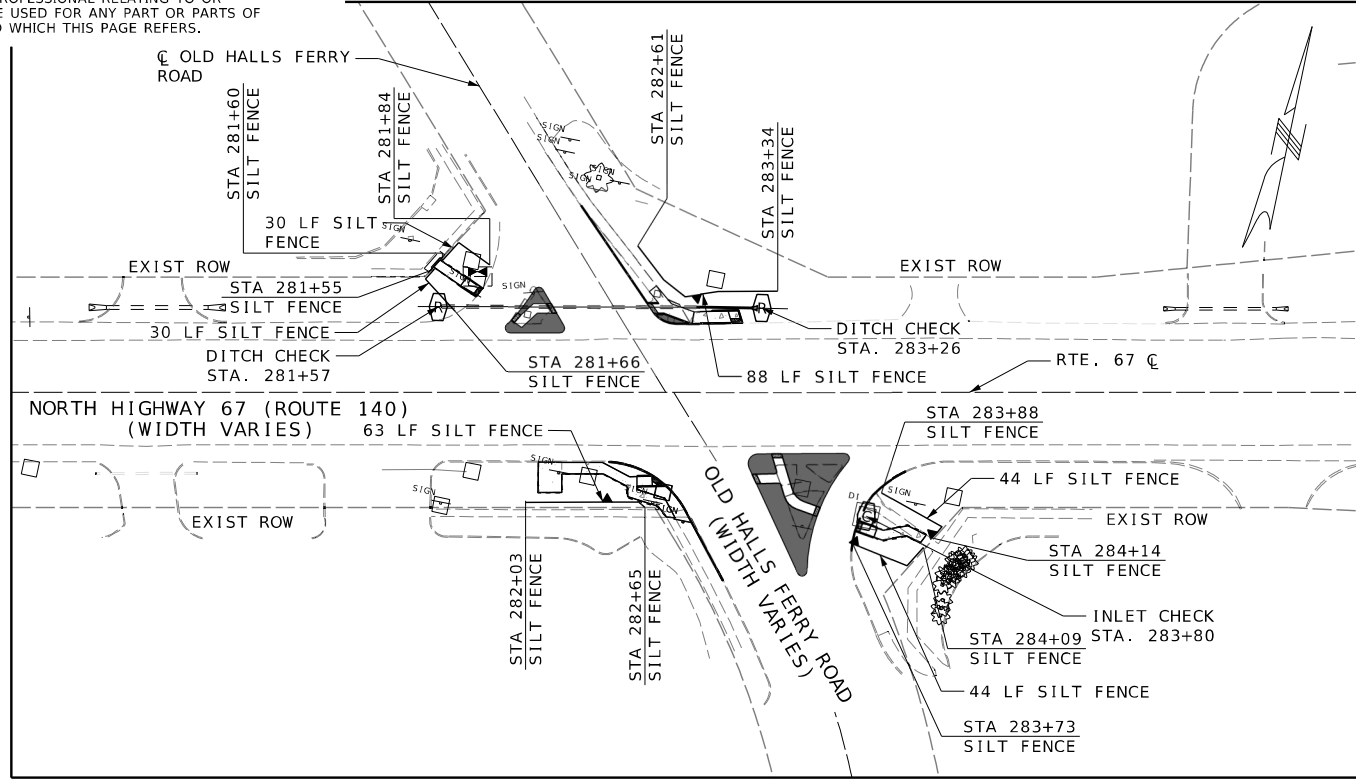 PROFESSIONAL RELATING TO OR
E USED FOR ANY PART OR PARTS OF
WHICH THIS PAGE REFERS.
℄ OLD HALLS FERRY
ROAD
STA 281+60
SILT FENCE
STA 281+84
SILT FENCE
STA 282+61
SILT FENCE
STA 283+34
SILT FENCE
SIGN
SIGN
SIGN
30 LF SILT
FENCE
SIGN
EXIST ROW
STA 281+55
SILT FENCE
SIGN
SIGN
30 LF SILT FENCE
R
R
DITCH CHECK
STA. 281+57
STA 281+66
SILT FENCE
EXIST ROW
DITCH CHECK
STA. 283+26
88 LF SILT FENCE
RTE. 67 ℄
NORTH HIGHWAY 67 (ROUTE 140)
(WIDTH VARIES)
63 LF SILT FENCE
STA 283+88
SILT FENCE
SIGN
SIGN
SIGN
SIGN
EXIST ROW
OLD HALLS FERRY ROAD
(WIDTH VARIES)
DI
SIGN
44 LF SILT FENCE
EXIST ROW
STA 284+14
SILT FENCE
STA 282+03
SILT FENCE
STA 282+65
SILT FENCE
INLET CHECK
STA. 283+80
STA 284+09
SILT FENCE
44 LF SILT FENCE
STA 283+73
SILT FENCE